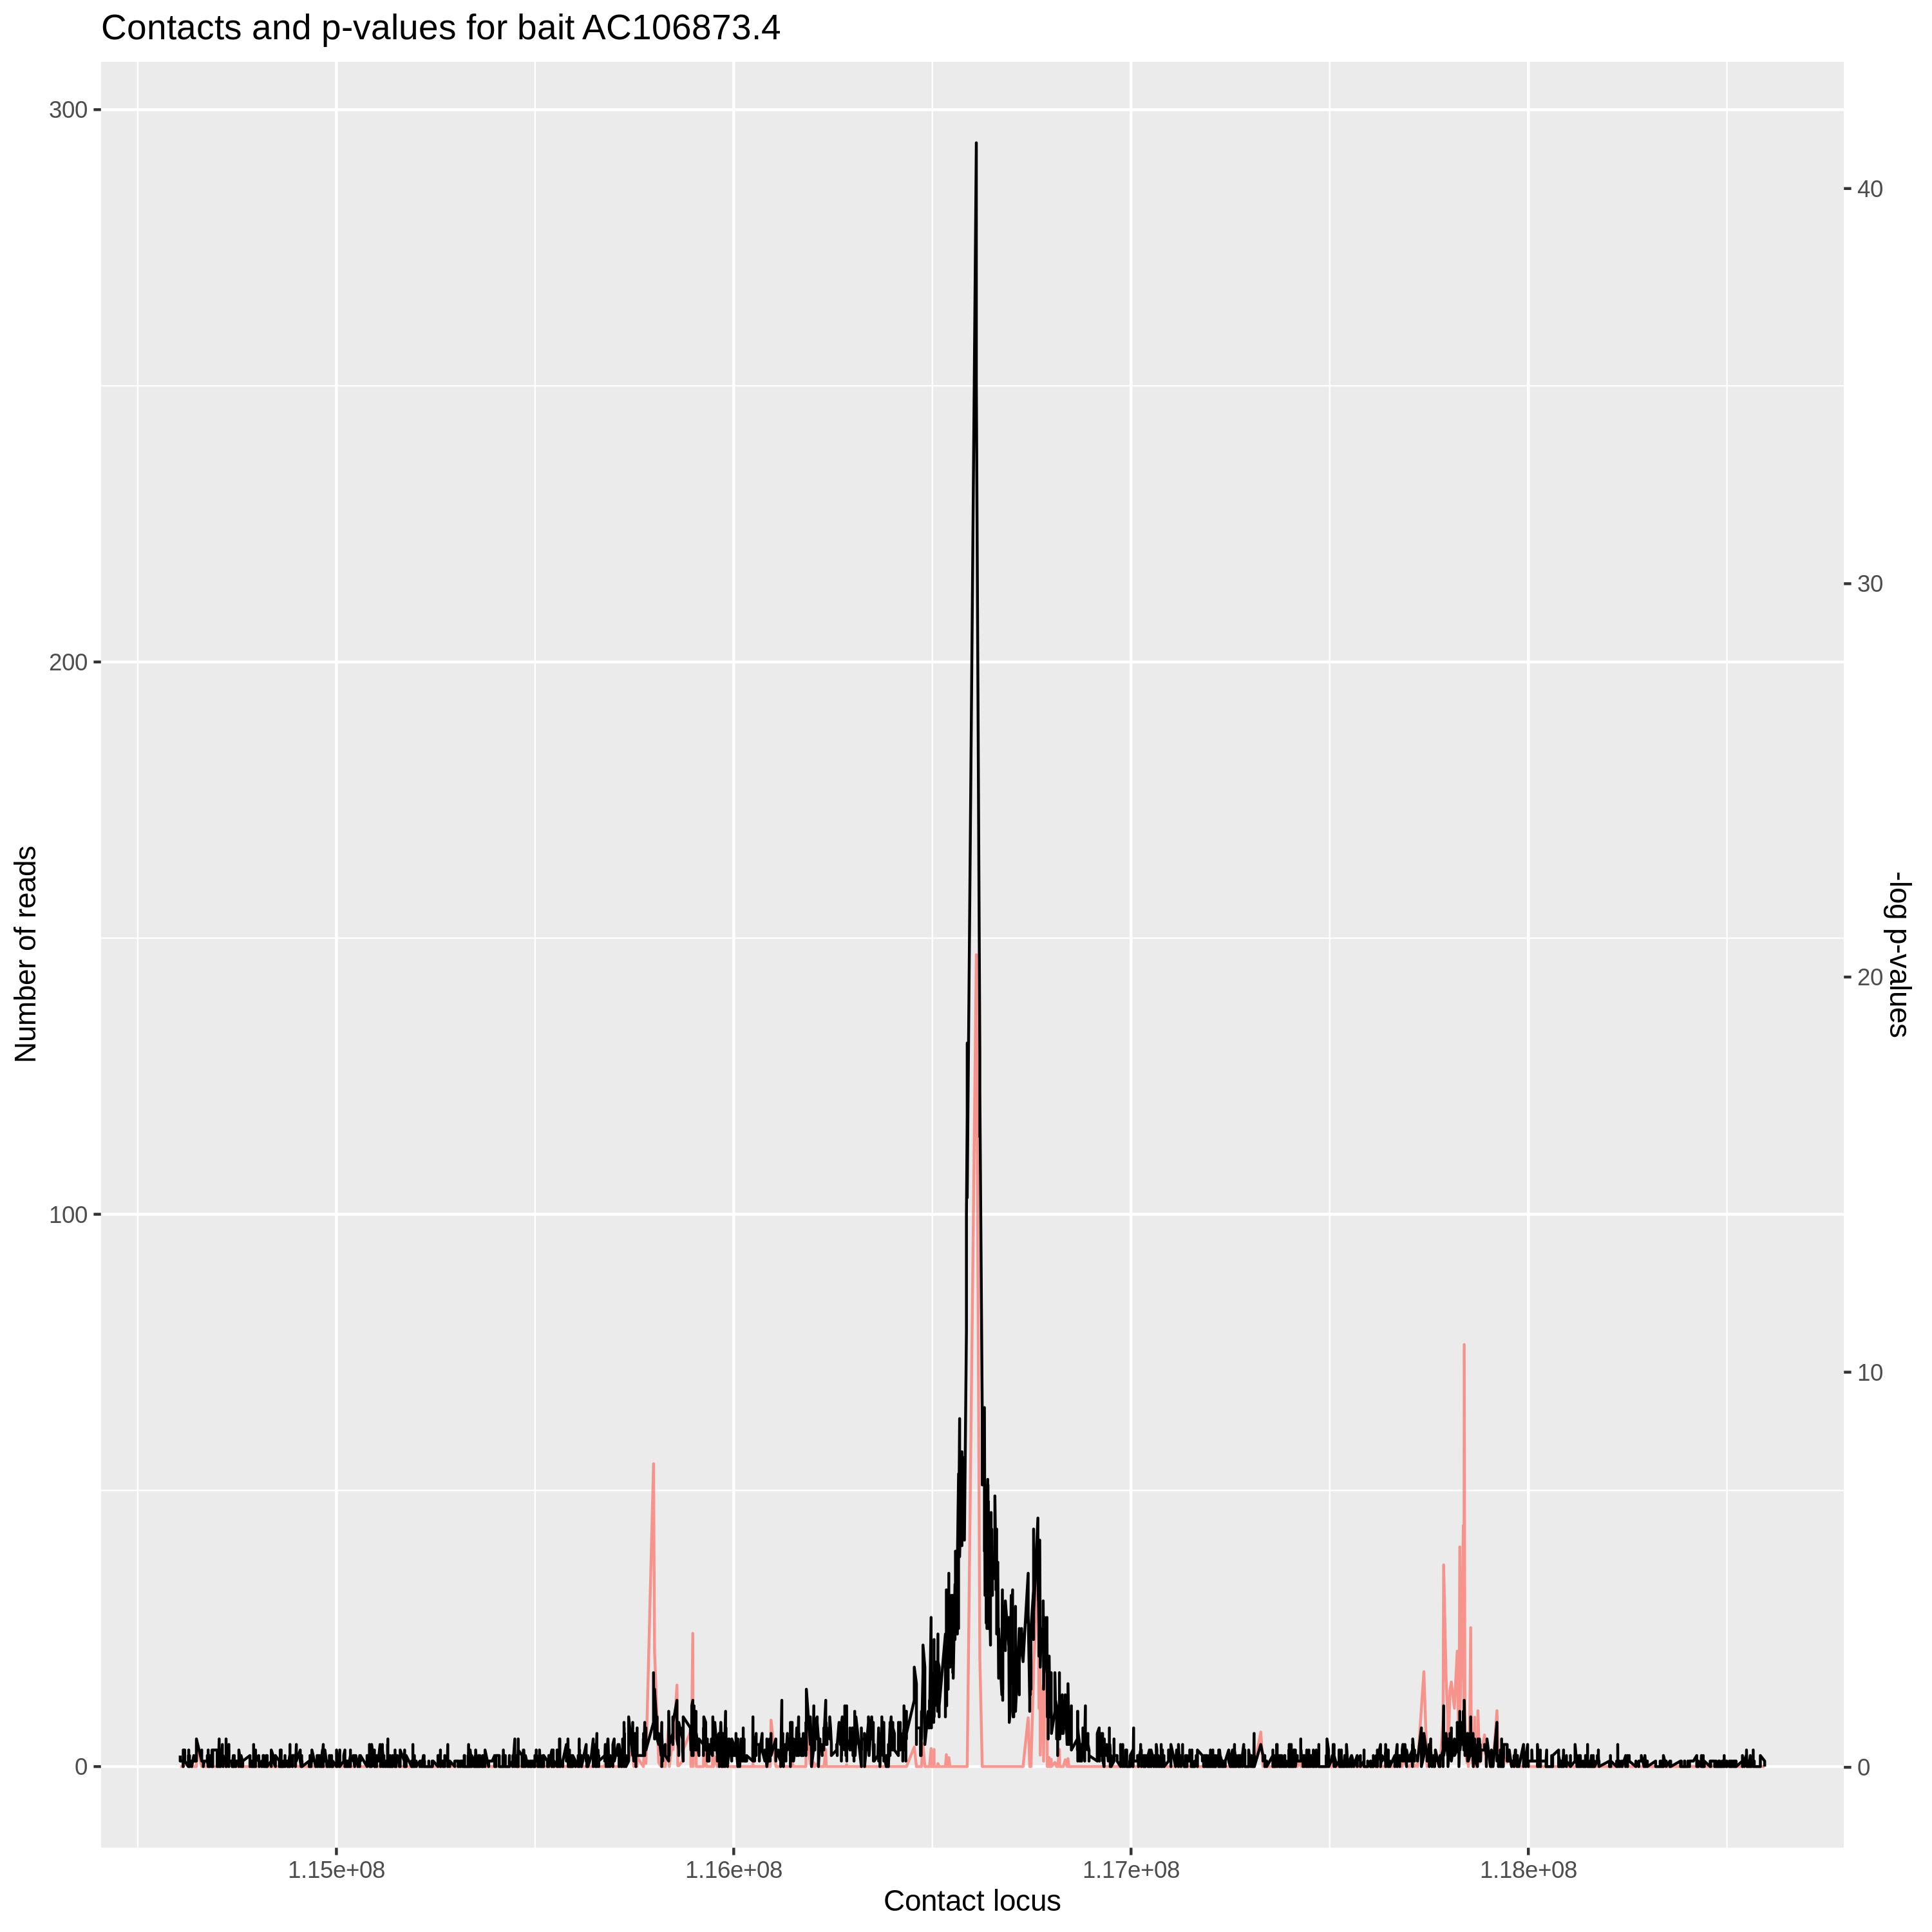 Contacts and p-values for bait AC106873.4
300
200
100
0
Number of reads
40
30
20
10
0
-log p-values
1.15e+08
1.16e+08
1.17e+08
1.18e+08
Contact locus